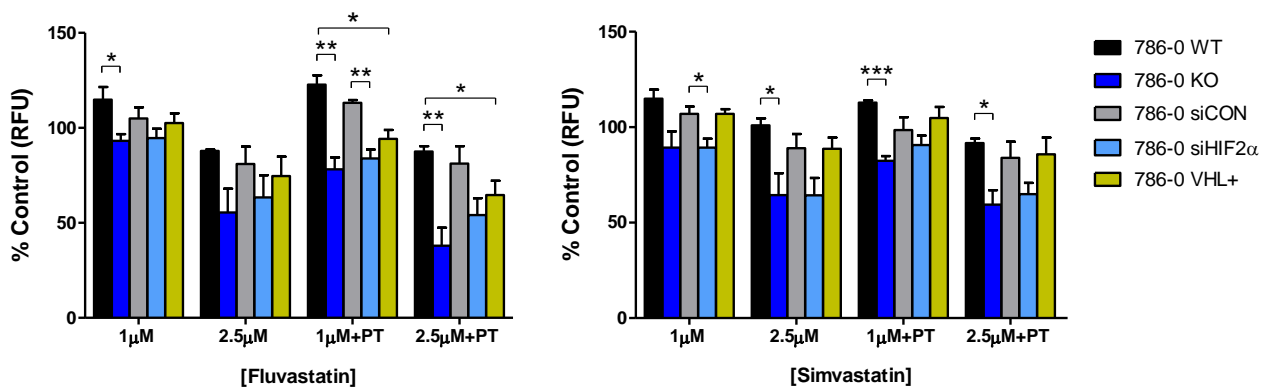 150
100
50
0
% Control (RFU)
*
**
**
*
**
*
1µM
2.5µM
1µM+PT
2.5µM+PT
[Fluvastatin]
150
100
50
0
% Control (RFU)
*
*
***
*
1µM
2.5µM
1µM+PT
2.5µM+PT
[Simvastatin]
786-0 WT
786-0 KO
786-0 siCON
786-0 siHIF2α
786-0 VHL+